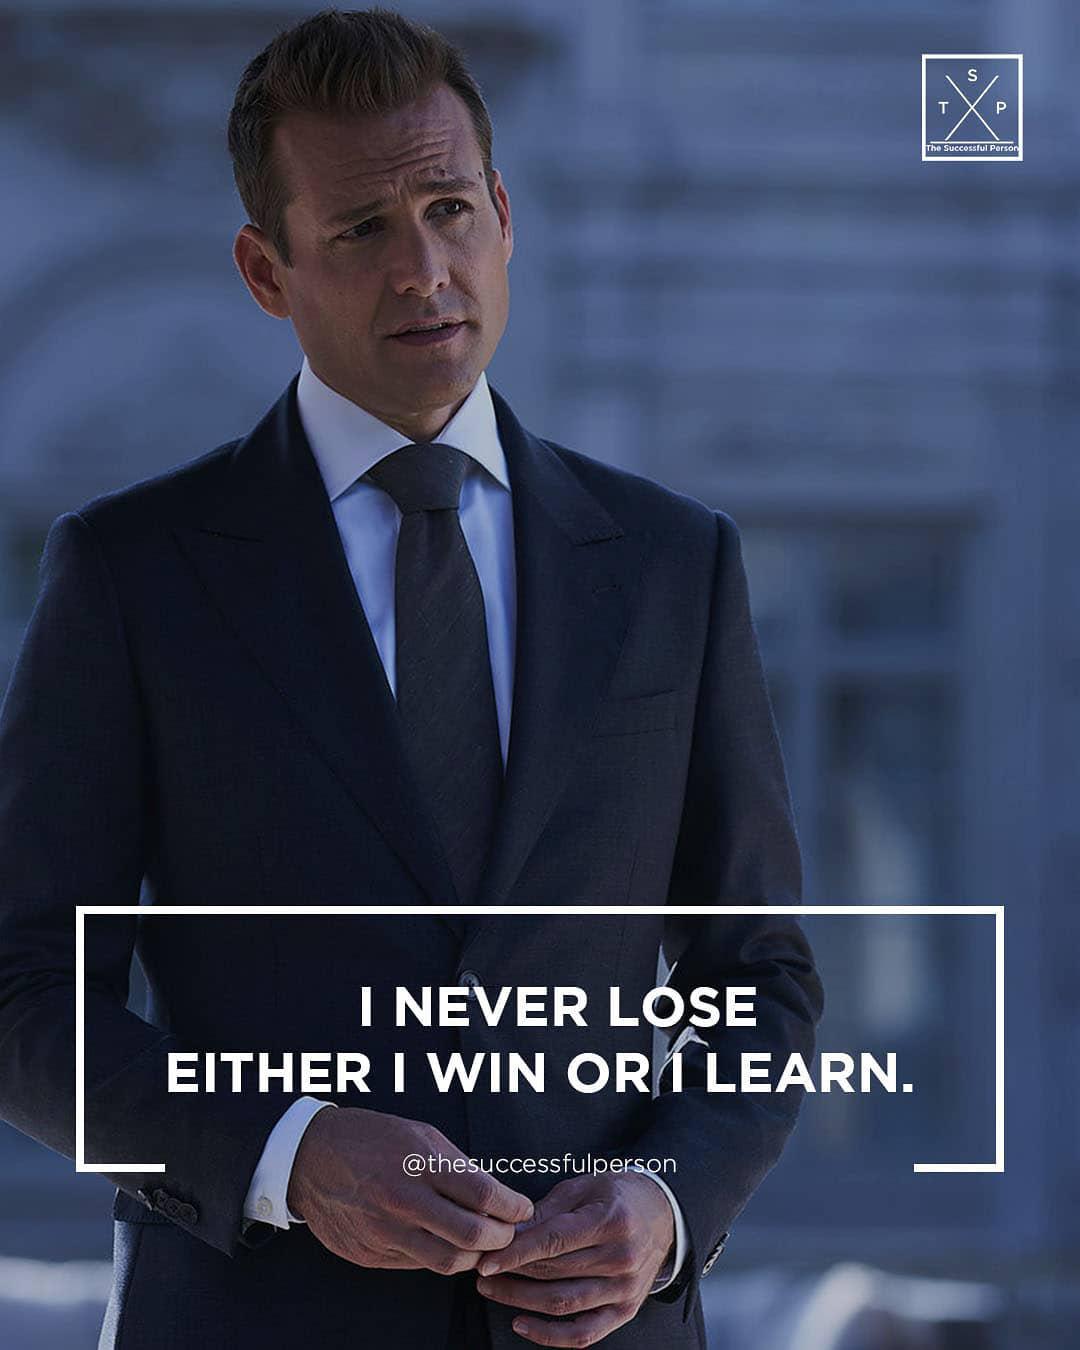 S
T P
The Successful Person
I NEVER LOSE
EITHER I WIN OR I LEARN.
@thesuccessfulperson